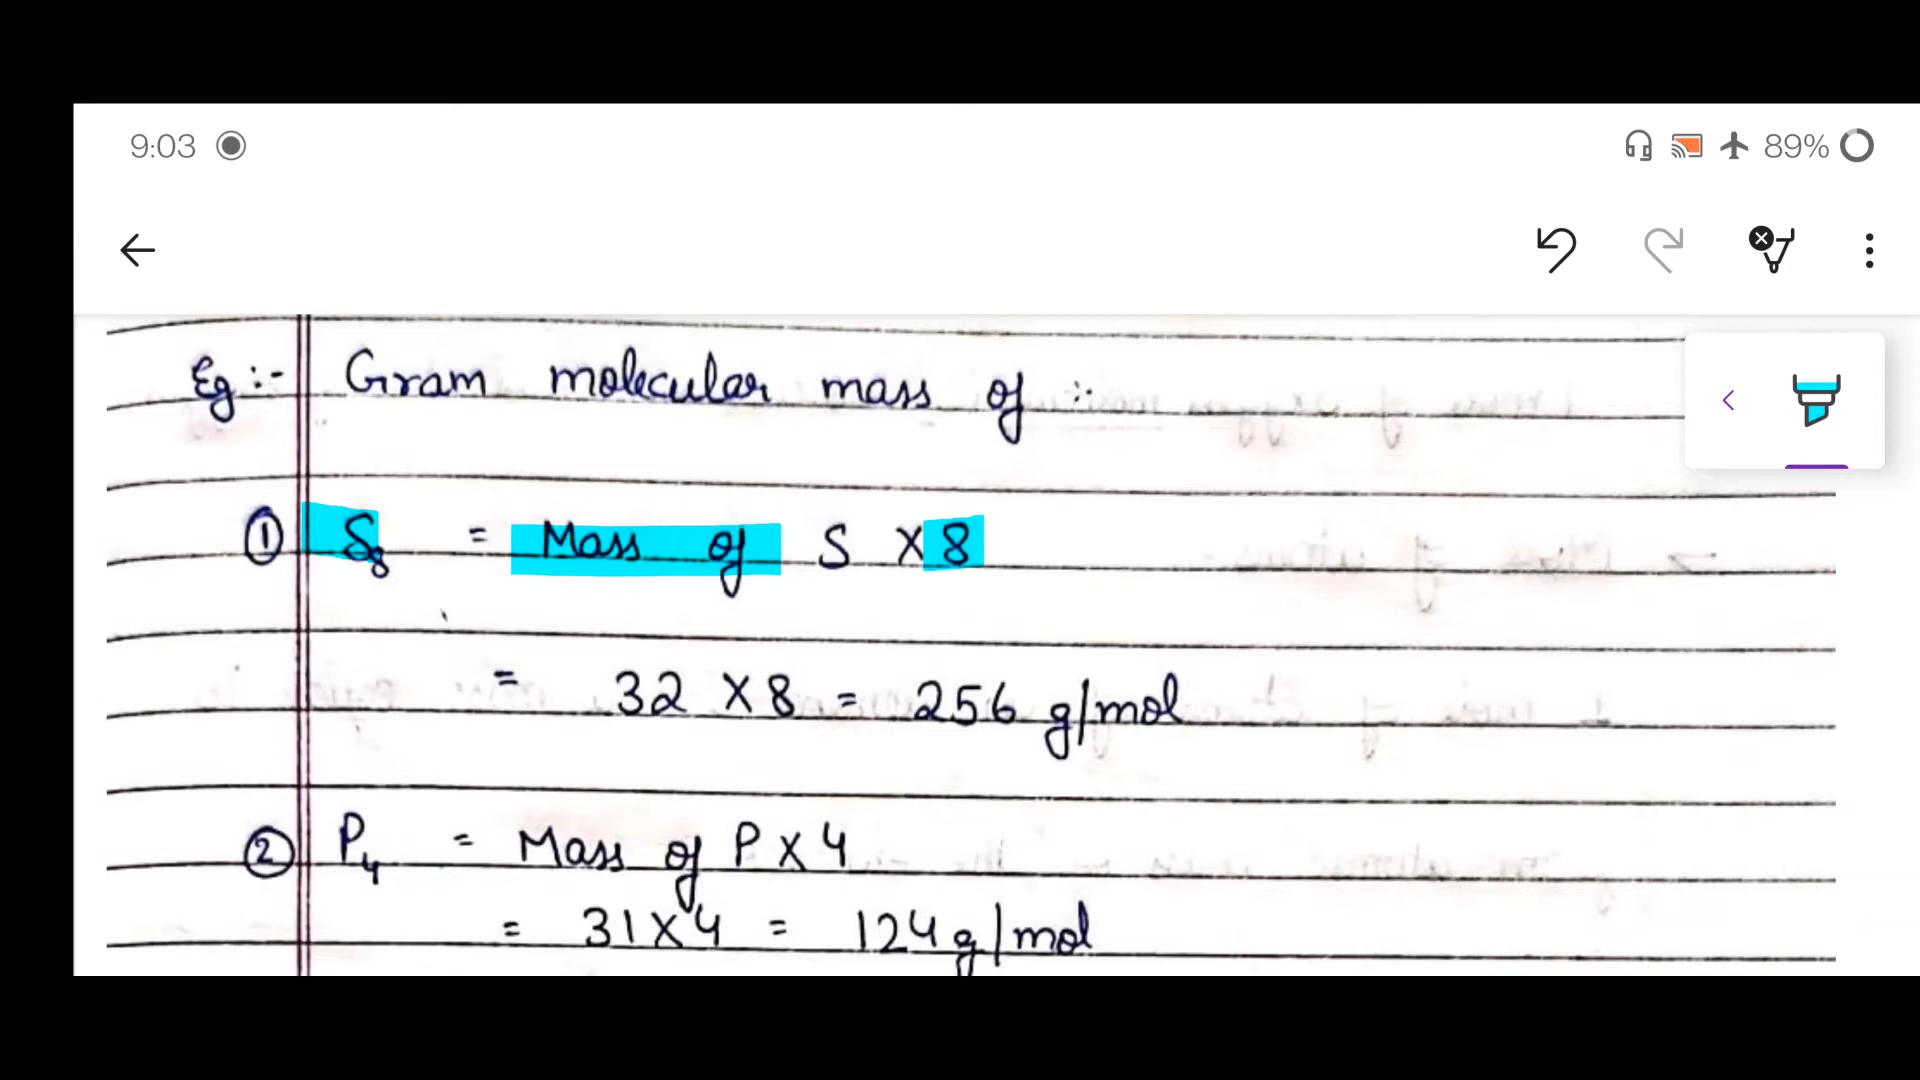 9:03 89%
Eg :- Gram molecular mass of :-
① S₈ = Mass of S X 8
= 32 X 8 = 256 g/mol
② P₄ = Mass of P X 4
= 31 X 4 = 124 g/mol